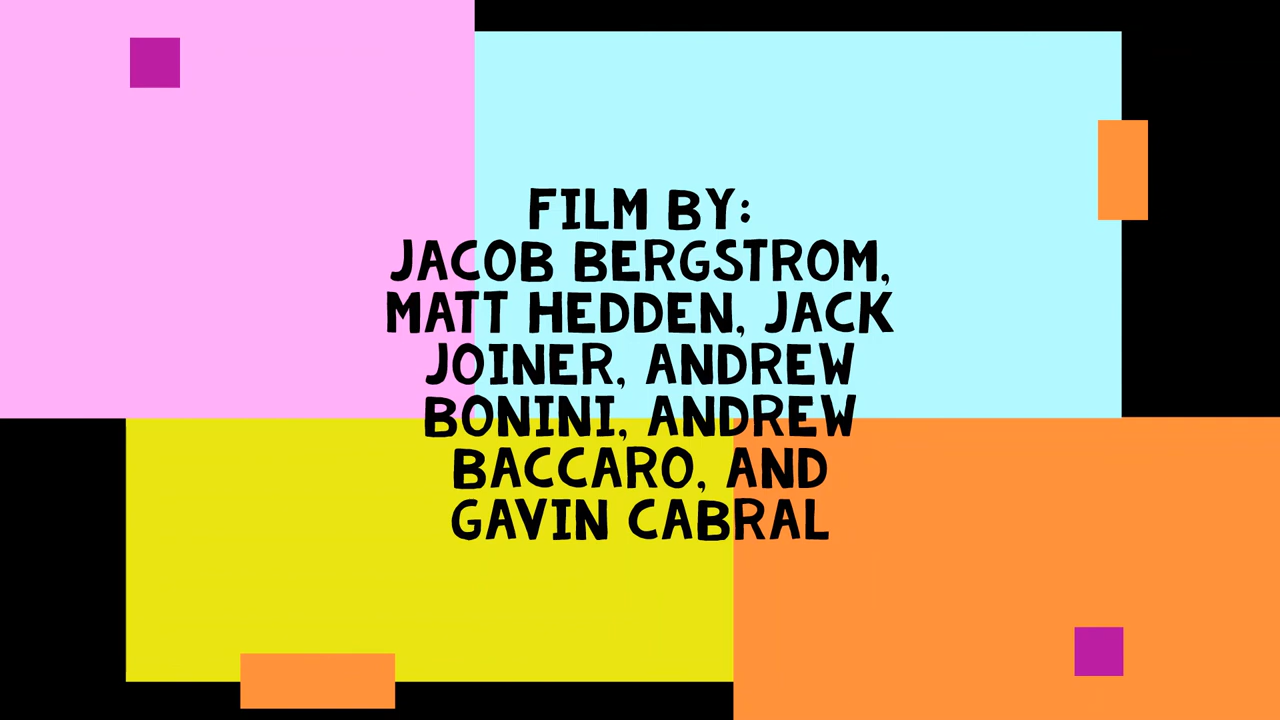 FILM BY:
JACOB BERGSTROM,
MATT HEDDEN, JACK
JOINER, ANDREW
BONINI, ANDREW
BACCARO, AND
GAVIN CABRAL